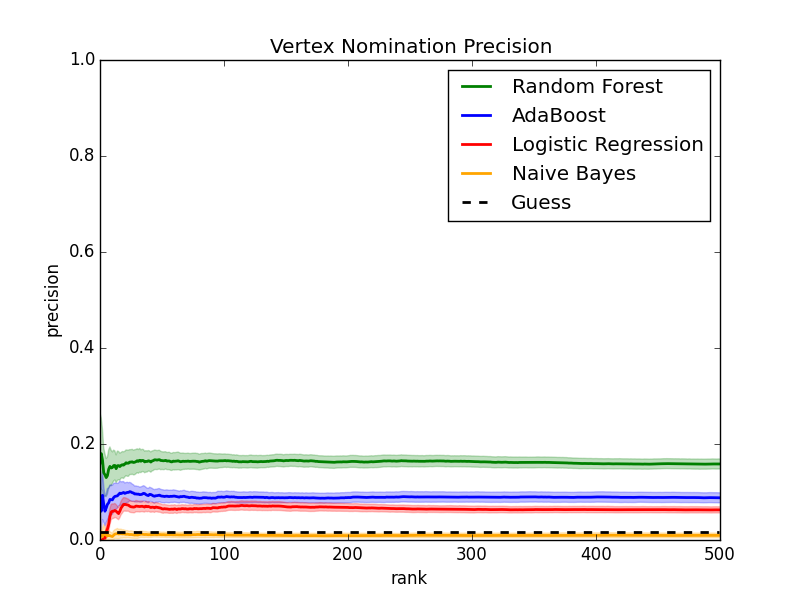 Vertex Nomination Precision
1.0
0.8
0.6
0.4
0.2
0.0
precision
Random Forest
AdaBoost
Logistic Regression
Naive Bayes
Guess
0 100 200 300 400 500
rank